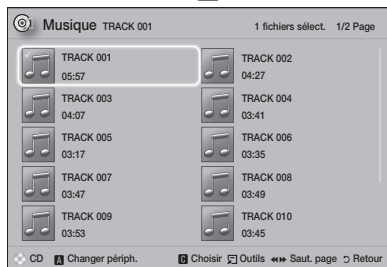 Musique TRACK 001 1 fichiers sélect. 1/2 Page
TRACK 001 TRACK 002
05:57 04:27
TRACK 003 TRACK 004
04:07 03:41
TRACK 005 TRACK 006
03:17 03:35
TRACK 007 TRACK 008
03:47 03:49
TRACK 009 TRACK 010
03:53 03:45
CD A Changer périph. C Choisir Outils Saut. page Retour